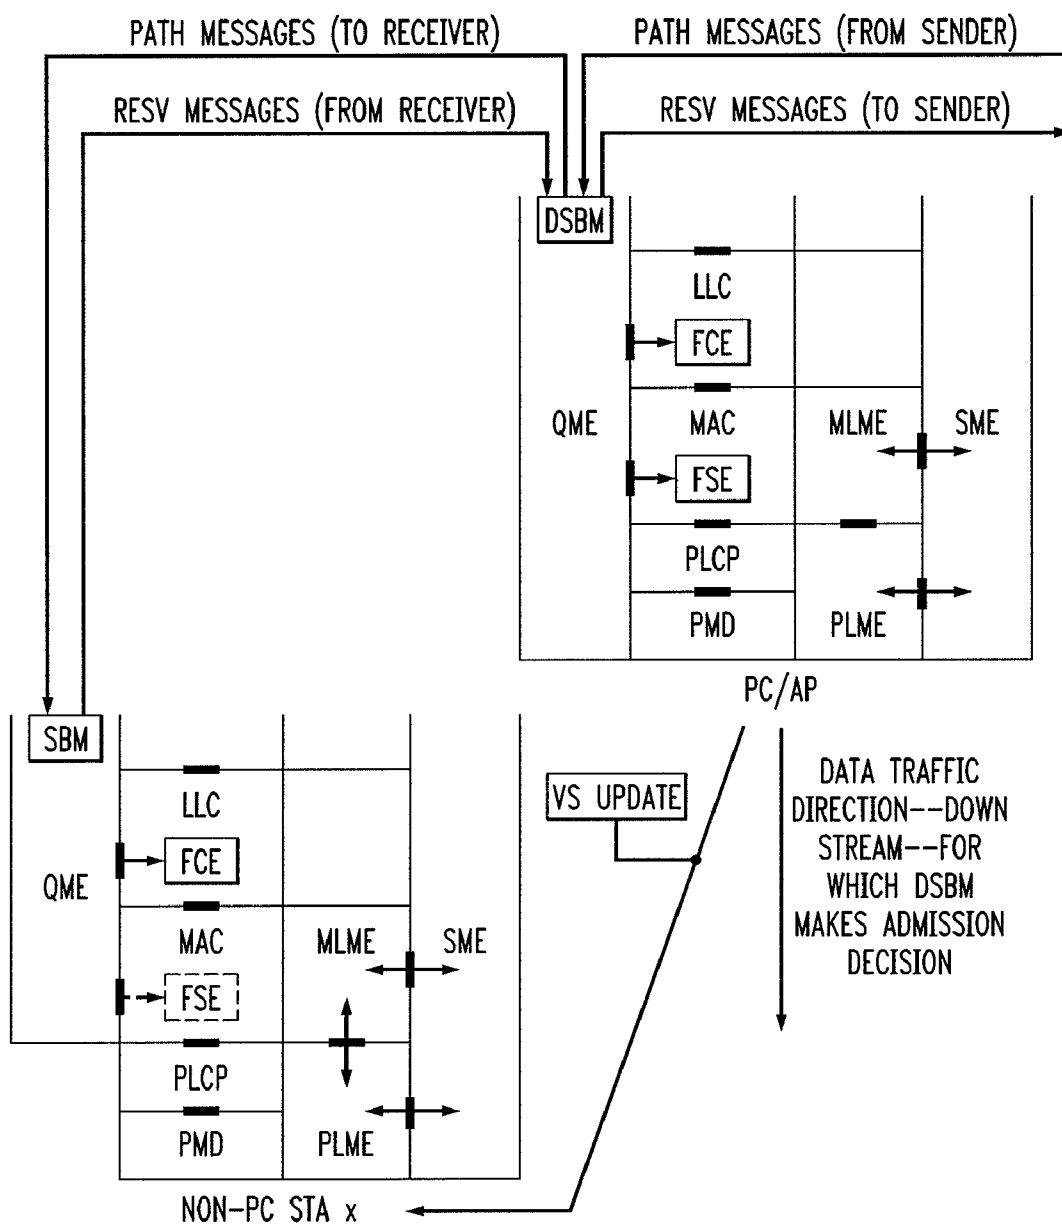 PATH MESSAGES (TO RECEIVER)
PATH MESSAGES (FROM SENDER)
RESV MESSAGES (FROM RECEIVER)
RESV MESSAGES (TO SENDER)
DSBM
LLC
FCE
QME
MAC
MLME
SME
FSE
PLCP
PMD
PLME
PC/AP
SBM
LLC
FCE
QME
MAC
MLME
SME
FSE
PLCP
PMD
PLME
NON-PC STA x
VS UPDATE
DATA TRAFFIC
DIRECTION--DOWN
STREAM--FOR
WHICH DSBM
MAKES ADMISSION
DECISION